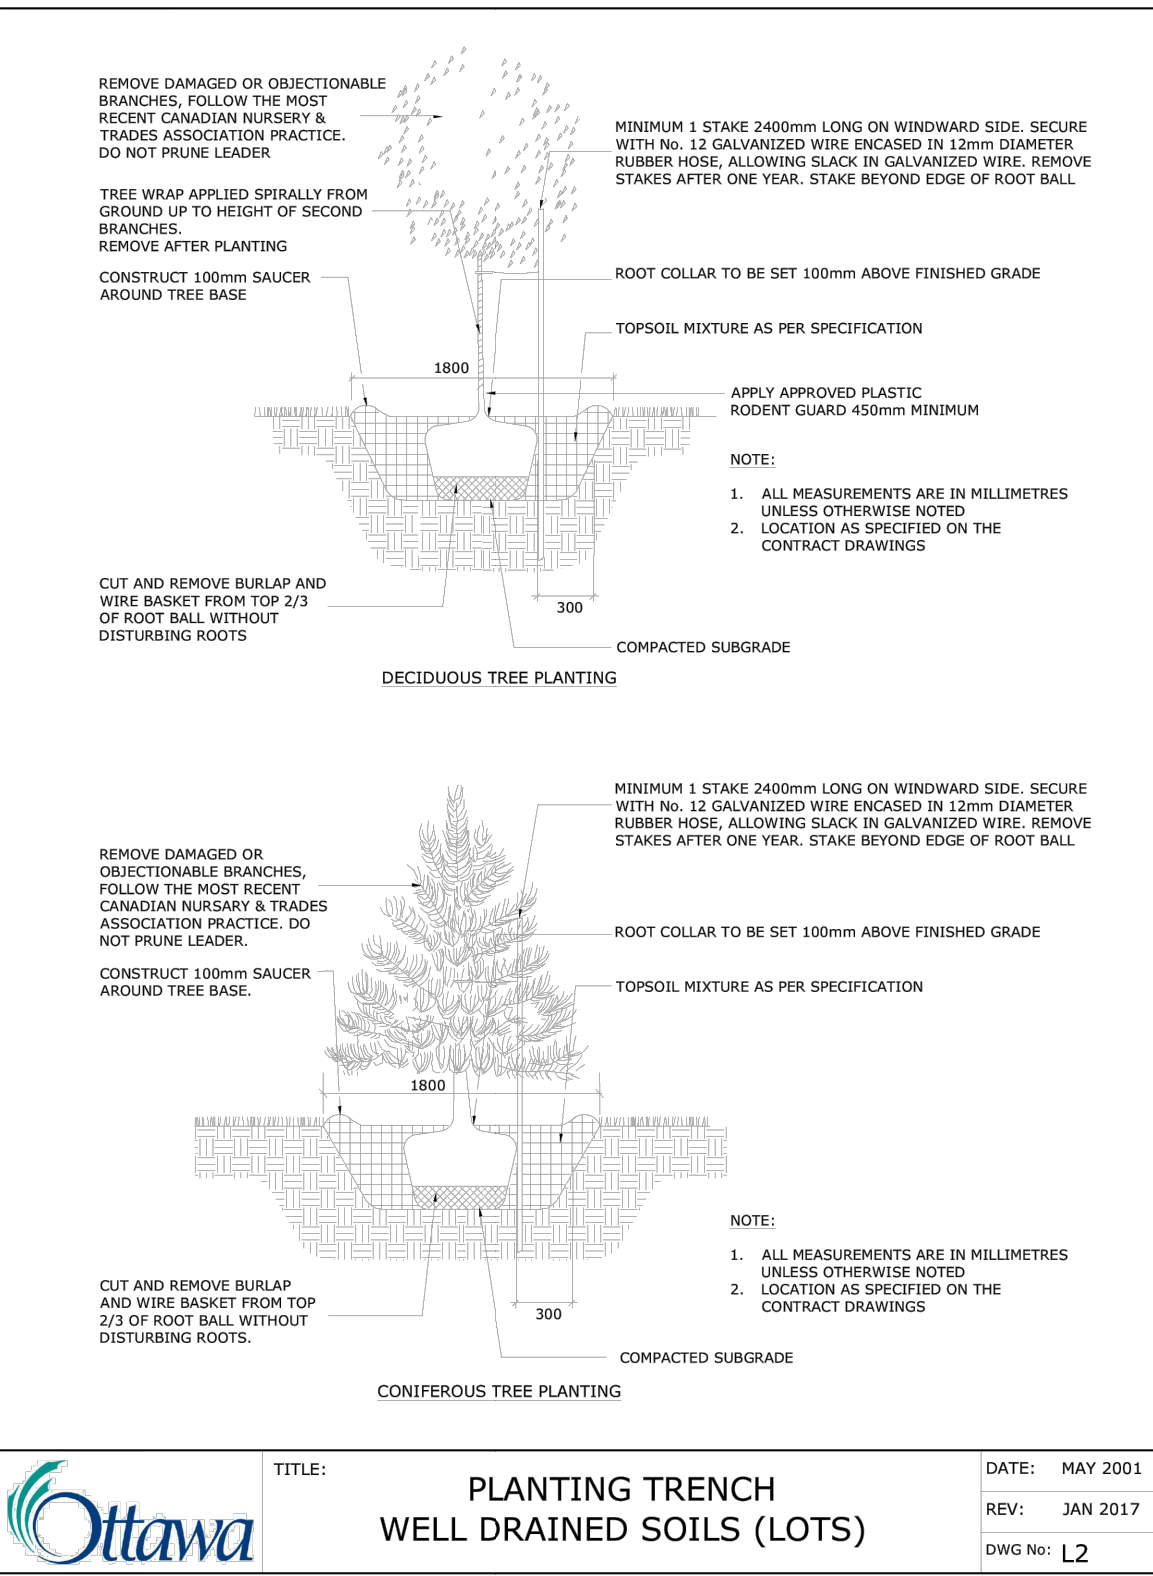 REMOVE DAMAGED OR OBJECTIONABLE
BRANCHES, FOLLOW THE MOST
RECENT CANADIAN NURSERY &
TRADES ASSOCIATION PRACTICE.
DO NOT PRUNE LEADER
MINIMUM 1 STAKE 2400mm LONG ON WINDWARD SIDE. SECURE
WITH No. 12 GALVANIZED WIRE ENCASED IN 12mm DIAMETER
RUBBER HOSE, ALLOWING SLACK IN GALVANIZED WIRE. REMOVE
STAKES AFTER ONE YEAR. STAKE BEYOND EDGE OF ROOT BALL
TREE WRAP APPLIED SPIRALLY FROM
GROUND UP TO HEIGHT OF SECOND
BRANCHES.
REMOVE AFTER PLANTING
CONSTRUCT 100mm SAUCER
AROUND TREE BASE
ROOT COLLAR TO BE SET 100mm ABOVE FINISHED GRADE
TOPSOIL MIXTURE AS PER SPECIFICATION
1800
APPLY APPROVED PLASTIC
RODENT GUARD 450mm MINIMUM
NOTE:
1. ALL MEASUREMENTS ARE IN MILLIMETRES
UNLESS OTHERWISE NOTED
2. LOCATION AS SPECIFIED ON THE
CONTRACT DRAWINGS
CUT AND REMOVE BURLAP AND
WIRE BASKET FROM TOP 2/3
OF ROOT BALL WITHOUT
DISTURBING ROOTS
300
COMPACTED SUBGRADE
DECIDUOUS TREE PLANTING
MINIMUM 1 STAKE 2400mm LONG ON WINDWARD SIDE. SECURE
WITH No. 12 GALVANIZED WIRE ENCASED IN 12mm DIAMETER
RUBBER HOSE, ALLOWING SLACK IN GALVANIZED WIRE. REMOVE
STAKES AFTER ONE YEAR. STAKE BEYOND EDGE OF ROOT BALL
REMOVE DAMAGED OR
OBJECTIONABLE BRANCHES,
FOLLOW THE MOST RECENT
CANADIAN NURSARY & TRADES
ASSOCIATION PRACTICE. DO
NOT PRUNE LEADER.
ROOT COLLAR TO BE SET 100mm ABOVE FINISHED GRADE
CONSTRUCT 100mm SAUCER
AROUND TREE BASE.
TOPSOIL MIXTURE AS PER SPECIFICATION
1800
NOTE:
1. ALL MEASUREMENTS ARE IN MILLIMETRES
UNLESS OTHERWISE NOTED
2. LOCATION AS SPECIFIED ON THE
CONTRACT DRAWINGS
CUT AND REMOVE BURLAP
AND WIRE BASKET FROM TOP
2/3 OF ROOT BALL WITHOUT
DISTURBING ROOTS.
300
COMPACTED SUBGRADE
CONIFEROUS TREE PLANTING
Ottawa
TITLE:
PLANTING TRENCH
WELL DRAINED SOILS (LOTS)
DATE: MAY 2001
REV: JAN 2017
DWG No: L2